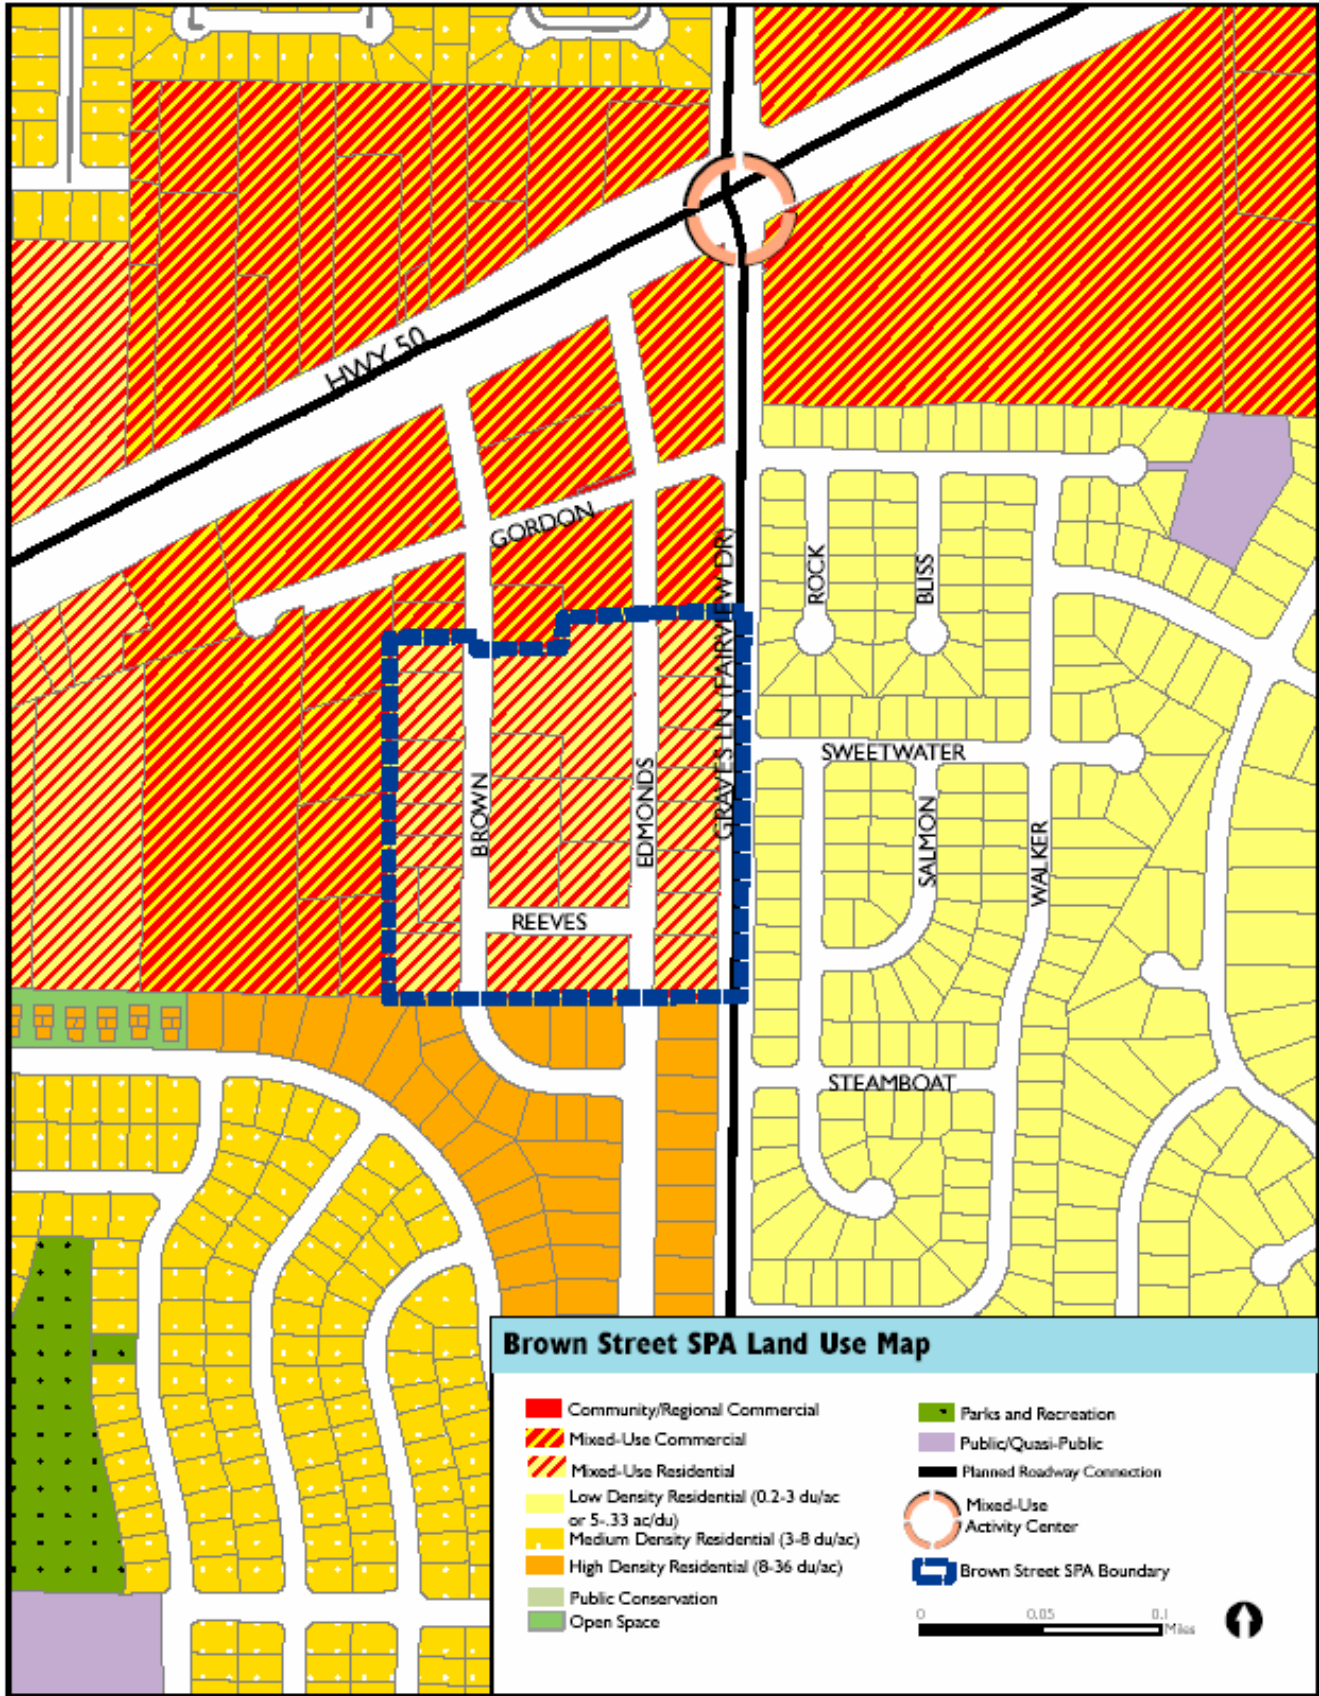 HWY 50
GORDON
GRAVES LN (FAIRVIEW DR)
ROCK
BLISS
SWEETWATER
BROWN
EDMONDS
SALMON
WALKER
REEVES
STEAMBOAT
Brown Street SPA Land Use Map
Community/Regional Commercial
Mixed-Use Commercial
Mixed-Use Residential
Low Density Residential (0.2-3 du/ac
or 5-.33 ac/du)
Medium Density Residential (3-8 du/ac)
High Density Residential (8-36 du/ac)
Public Conservation
Open Space
Parks and Recreation
Public/Quasi-Public
Planned Roadway Connection
Mixed-Use
Activity Center
Brown Street SPA Boundary
0 0.05 0.1
Miles